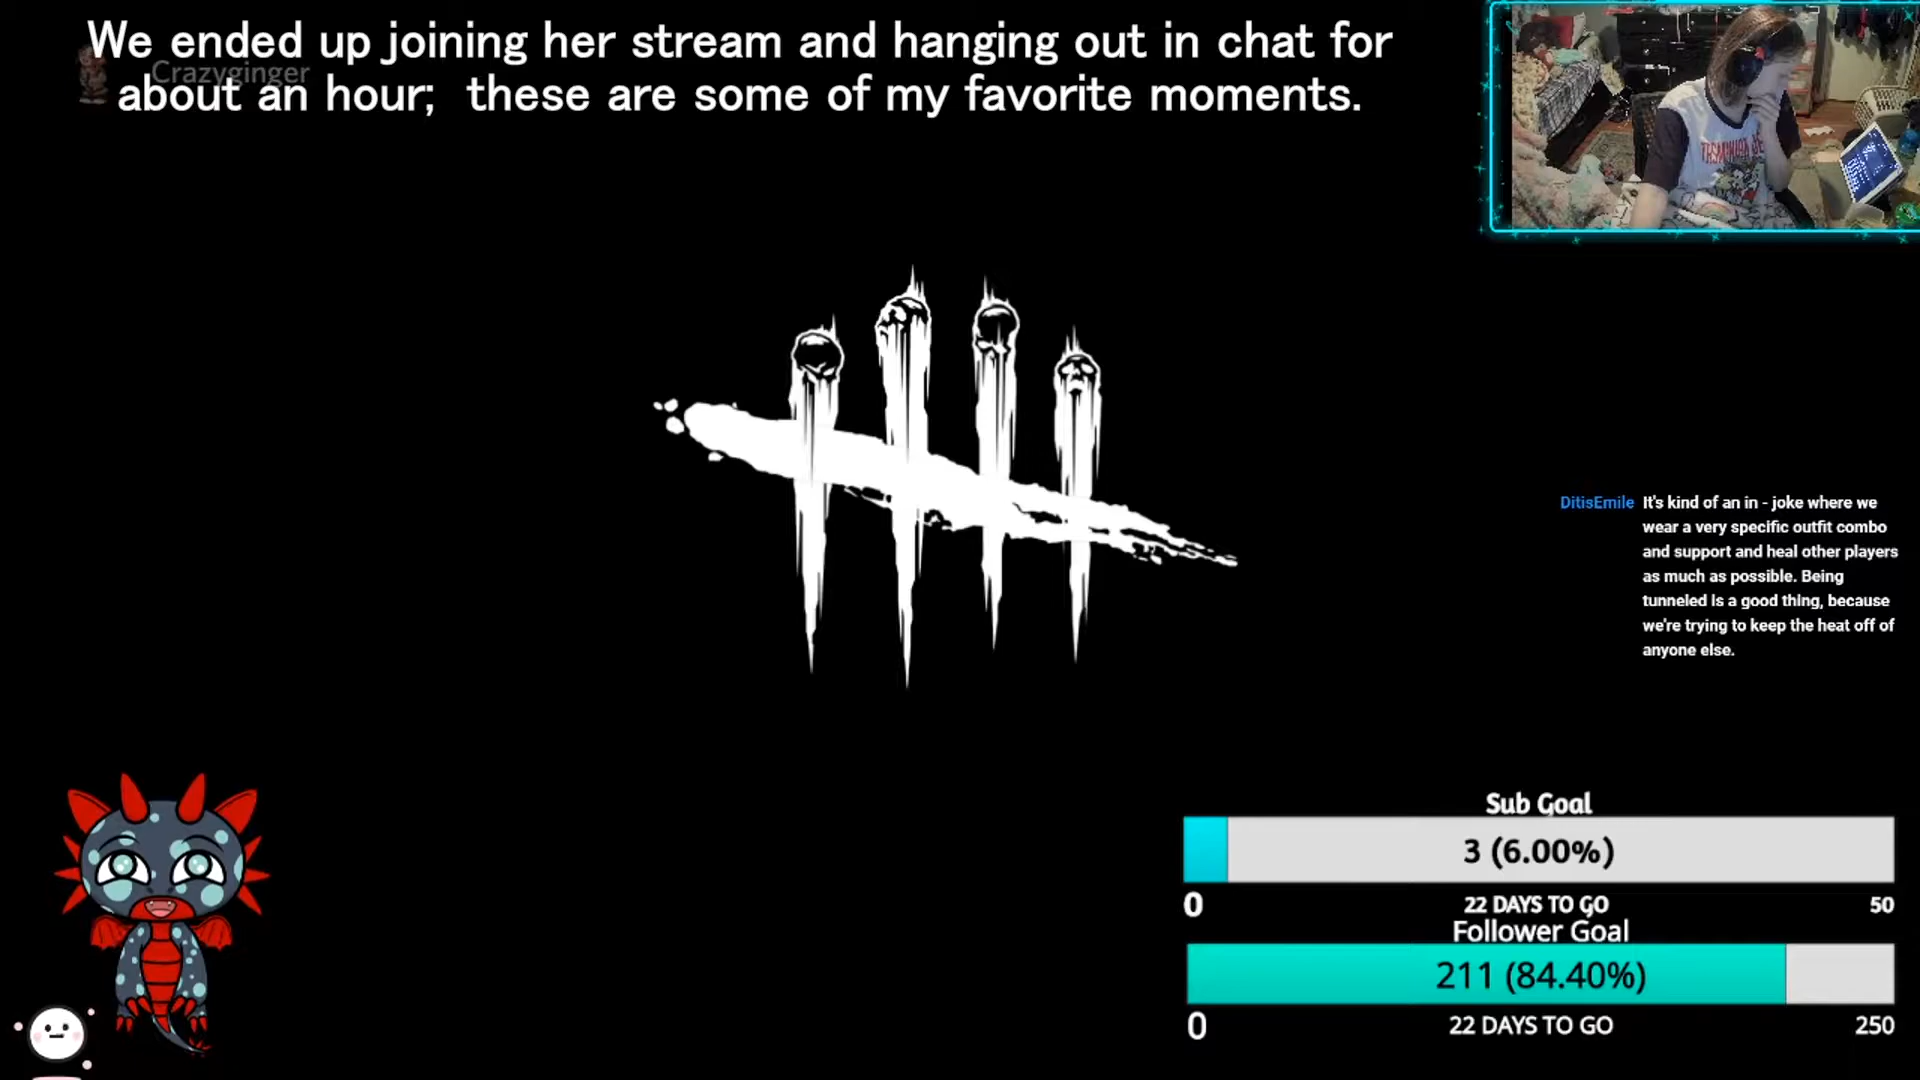 We ended up joining her stream and hanging out in chat for
Crazyginger
about an hour; these are some of my favorite moments.
DitisEmile It's kind of an in - joke where we
wear a very specific outfit combo
and support and heal other players
as much as possible. Being
tunneled is a good thing, because
we're trying to keep the heat off of
anyone else.
Sub Goal
3 (6.00%)
0 22 DAYS TO GO 50
Follower Goal
211 (84.40%)
0 22 DAYS TO GO 250